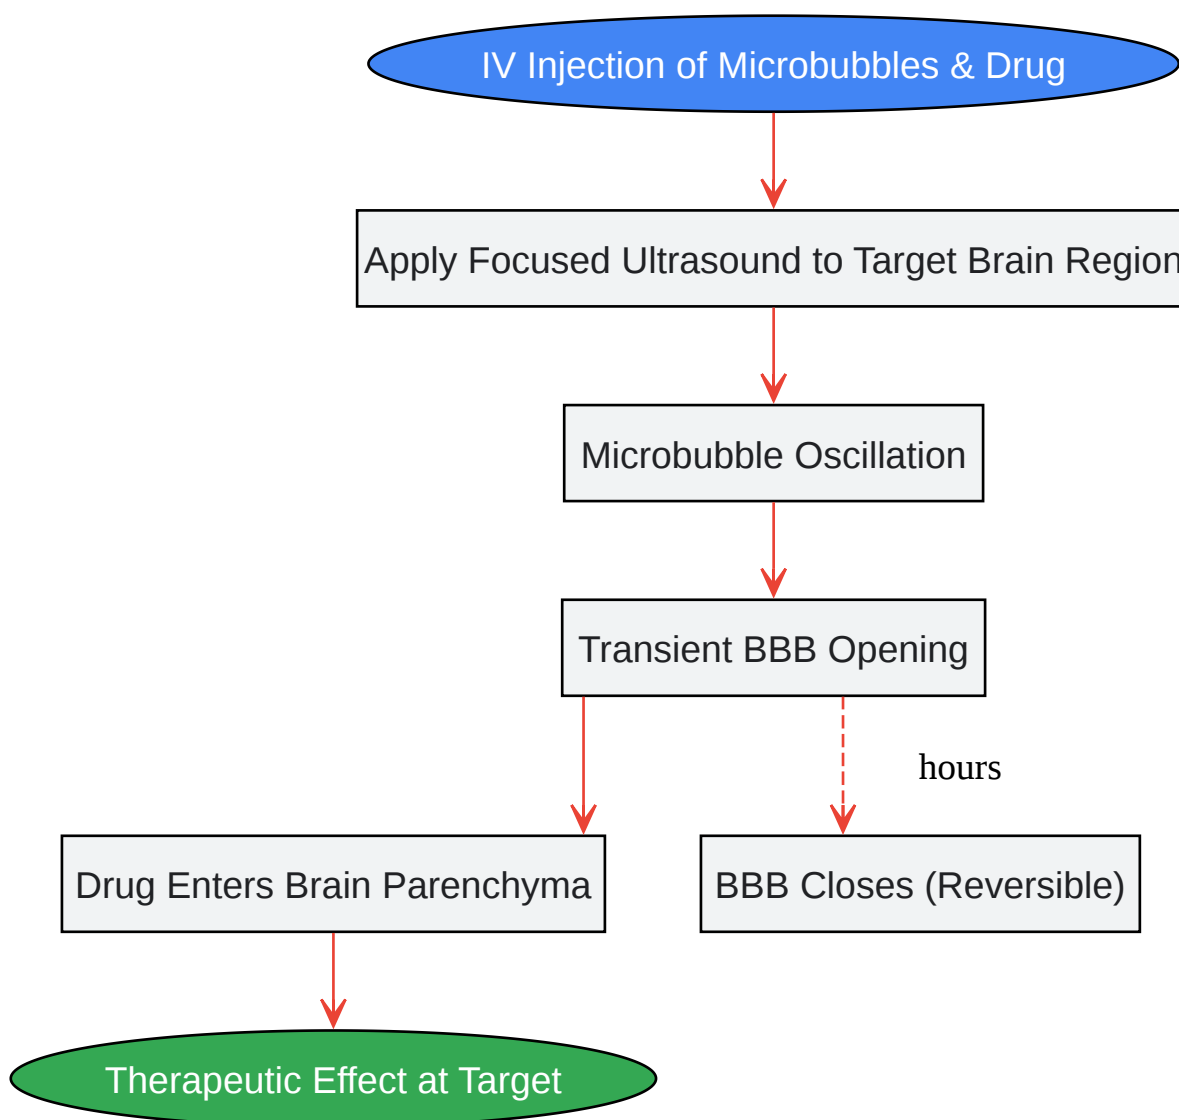 IV Injection of Microbubbles & Drug
Apply Focused Ultrasound to Target Brain Region
Microbubble Oscillation
Transient BBB Opening
hours
Drug Enters Brain Parenchyma
BBB Closes (Reversible)
Therapeutic Effect at Target